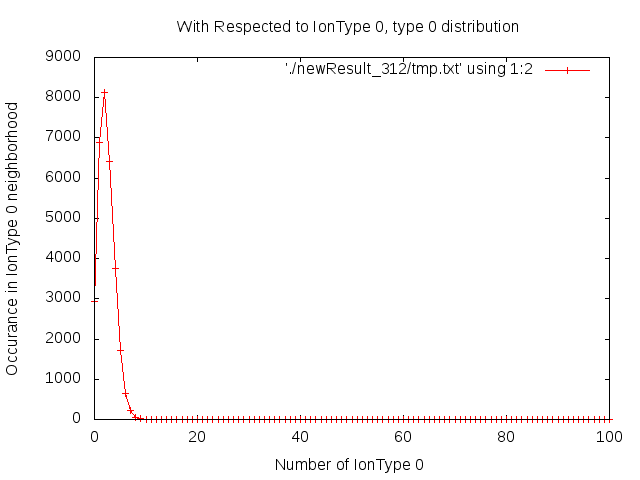 With Respected to IonType 0, type 0 distribution
'./newResult_312/tmp.txt' using 1:2
Occurance in IonType 0 neighborhood
9000
8000
7000
6000
5000
4000
3000
2000
1000
0
0 20 40 60 80 100
Number of IonType 0